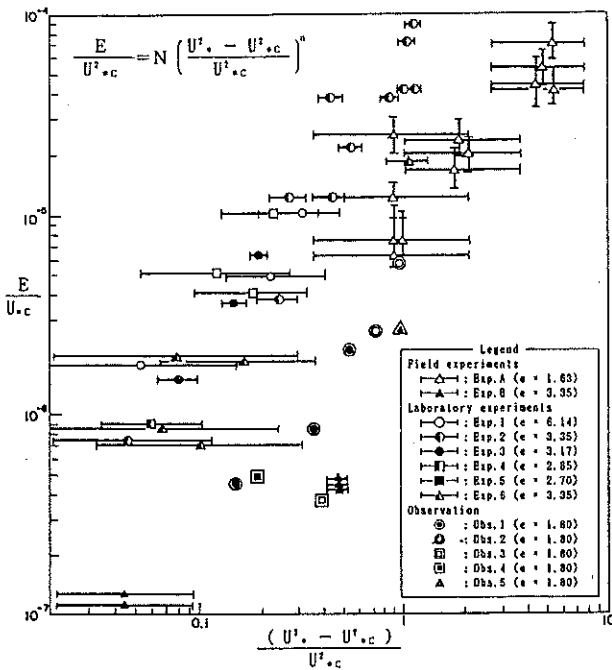 10⁻⁴
E / U²*c = N ( U²* - U²*c / U²*c )ⁿ
10⁻⁵
E
U*c
10⁻⁶
10⁻⁷
0.1
1
10
( U²* - U²*c )
U²*c
Legend
Field experiments
: Exp.A (e = 1.63)
: Exp.B (e = 3.35)
Laboratory experiments
: Exp.1 (e = 6.14)
: Exp.2 (e = 3.35)
: Exp.3 (e = 3.17)
: Exp.4 (e = 2.85)
: Exp.5 (e = 2.70)
: Exp.6 (e = 3.35)
Observation
: Obs.1 (e = 1.80)
: Obs.2 (e = 1.80)
: Obs.3 (e = 1.60)
: Obs.4 (e = 1.80)
: Obs.5 (e = 1.80)